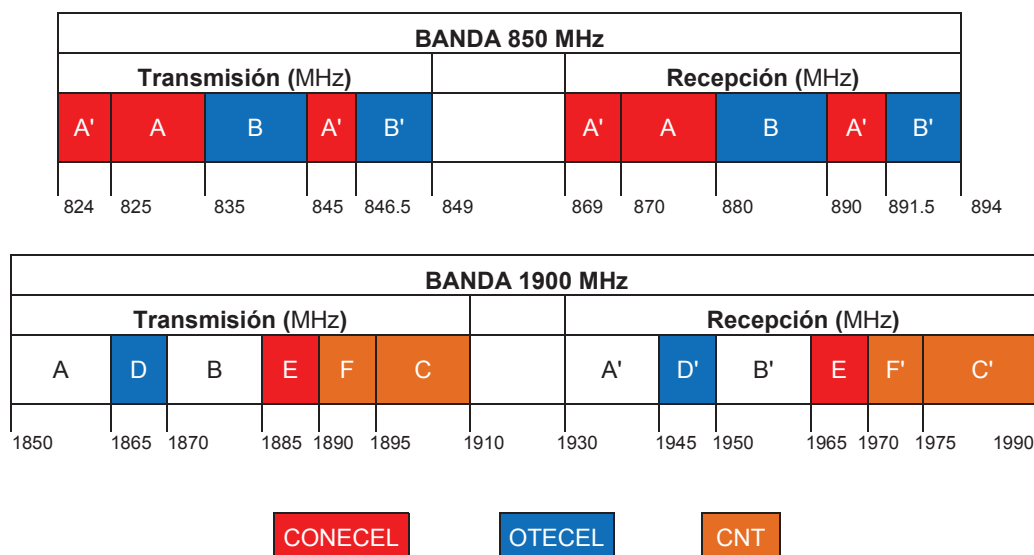 BANDA 850 MHz
Transmisión (MHz) Recepción (MHz)
A' A B A' B' A' A B A' B'
824 825 835 845 846.5 849 869 870 880 890 891.5 894
BANDA 1900 MHz
Transmisión (MHz) Recepción (MHz)
A D B E F C A' D' B' E F' C'
1850 1865 1870 1885 1890 1895 1910 1930 1945 1950 1965 1970 1975 1990
CONECEL OTECEL CNT